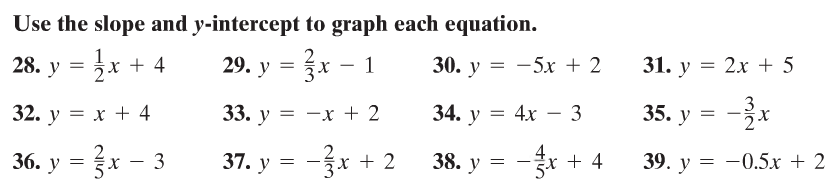 Use the slope and y-intercept to graph each equation.
28. y = 1/2x + 4 29. y = 2/3x − 1 30. y = −5x + 2 31. y = 2x + 5
32. y = x + 4 33. y = −x + 2 34. y = 4x − 3 35. y = −3/2x
36. y = 2/5x − 3 37. y = −2/3x + 2 38. y = −4/5x + 4 39. y = −0.5x + 2